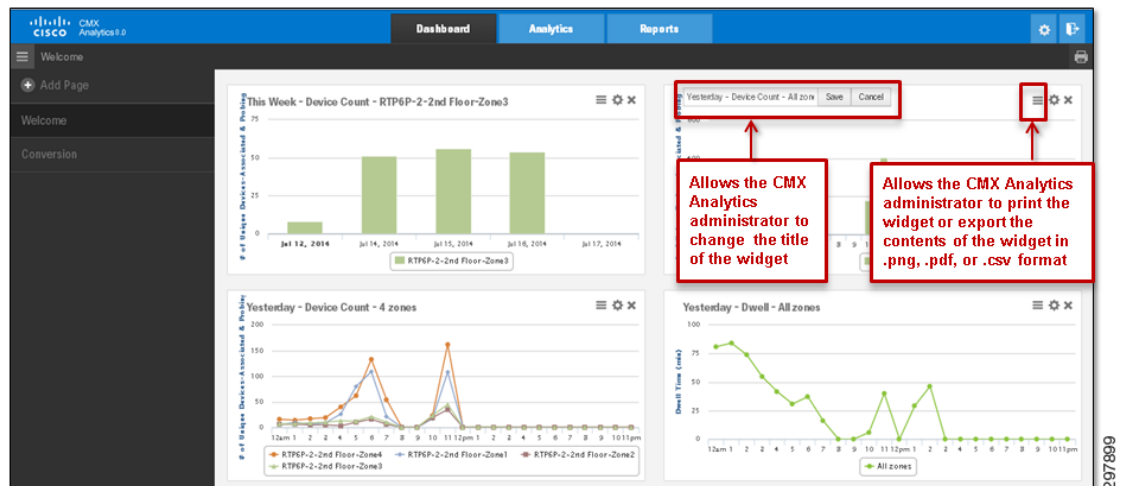 CISCO CMX Analytics 8.0
Dashboard
Analytics
Reports
Welcome
Add Page
Welcome
Conversion
This Week - Device Count - RTP6P-2-2nd Floor-Zone3
# of Unique Devices-Associated & Probing
75
50
25
0
Jul 12, 2014 Jul 14, 2014 Jul 15, 2014 Jul 16, 2014 Jul 17, 2014
RTP6P-2-2nd Floor-Zone3
Yesterday - Device Count - All zon
Save
Cancel
Allows the CMX
Analytics
administrator to
change the title
of the widget
Allows the CMX Analytics
administrator to print the
widget or export the
contents of the widget in
.png, .pdf, or .csv format
Yesterday - Device Count - 4 zones
# of Unique Devices-Associated & Probing
200
150
100
50
0
12am 1 2 3 4 5 6 7 8 9 10 11 12pm 1 2 3 4 5 6 7 8 9 10 11pm
RTP6P-2-2nd Floor-Zone4 RTP6P-2-2nd Floor-Zone1 RTP6P-2-2nd Floor-Zone2
RTP6P-2-2nd Floor-Zone3
Yesterday - Dwell - All zones
Dwell Time (min)
100
75
50
25
0
12am 1 2 3 4 5 6 7 8 9 10 11 12pm 1 2 3 4 5 6 7 8 9 10 11pm
All zones
297899